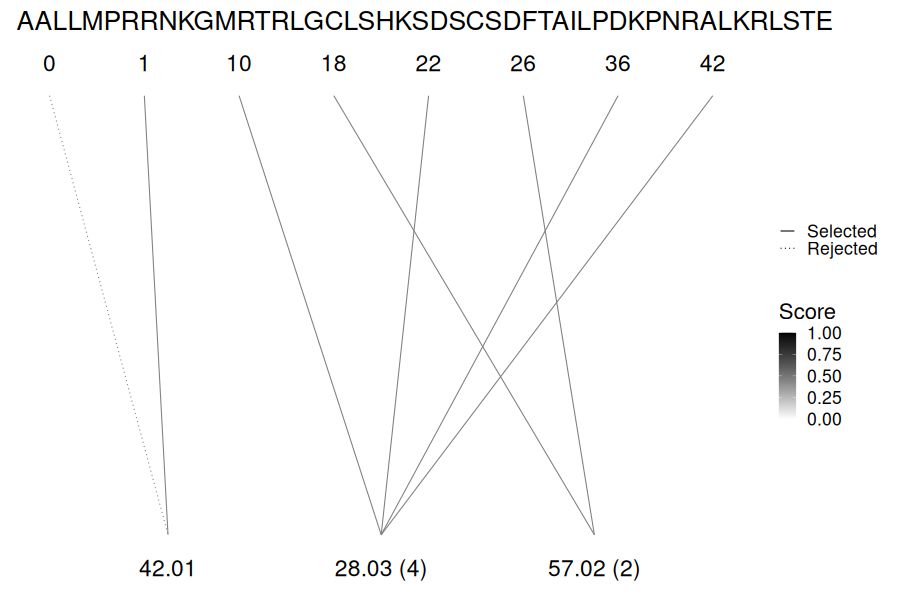 AALLMPRRNKGMRTRLGCLSHKSDSCSDFTAILPDKPNRALKRLSTE
0 1 10 18 22 26 36 42
Selected
Rejected
Score
1.00
0.75
0.50
0.25
0.00
42.01 28.03 (4) 57.02 (2)